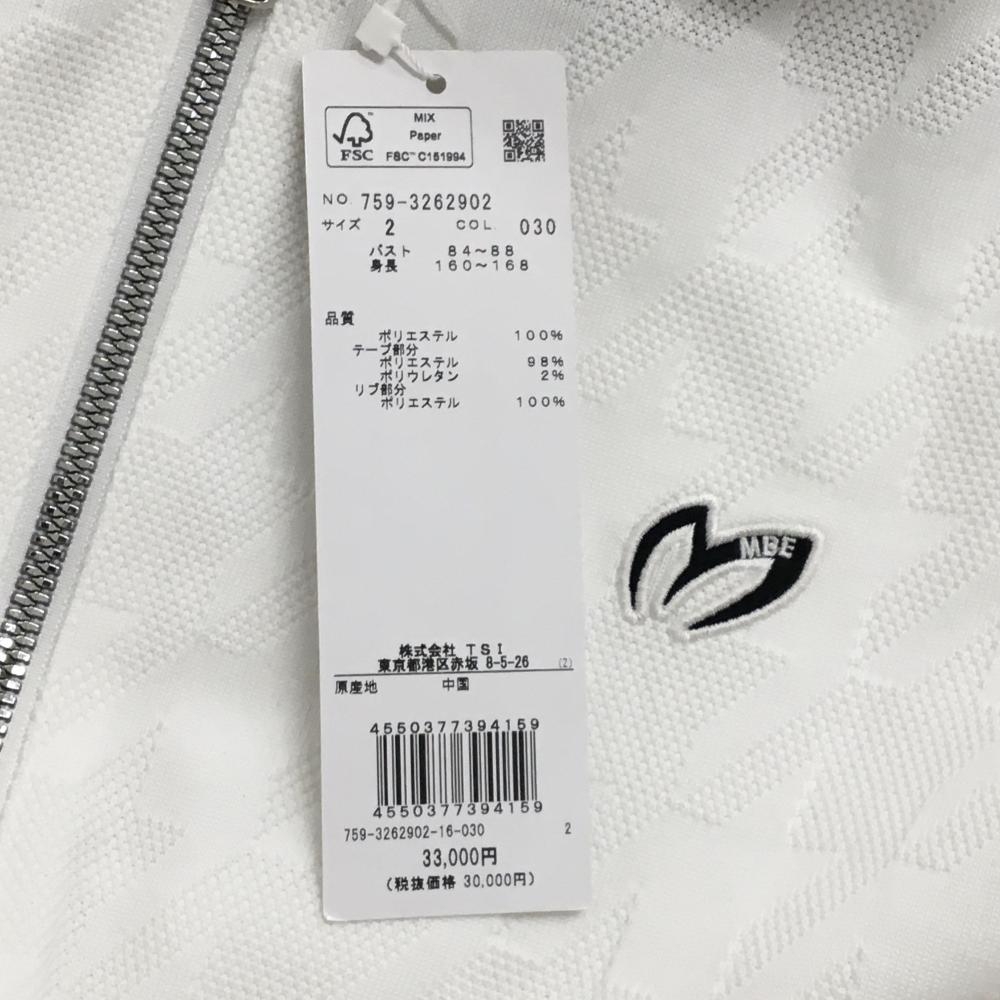 MIX
Paper
FSC™ C151994
FSC
NO. 759-3262902
サイズ 2 COL. 030
バスト 84～88
身長 160～168
品質
ポリエステル 100%
テープ部分
ポリエステル 98%
ポリウレタン 2%
リブ部分
ポリエステル 100%
株式会社 TSI
東京都港区赤坂 8-5-26 (2)
原産地 中国
4550377394159
4550377394159
759-3262902-16-030 2
33,000円
(税抜価格 30,000円)
MBE